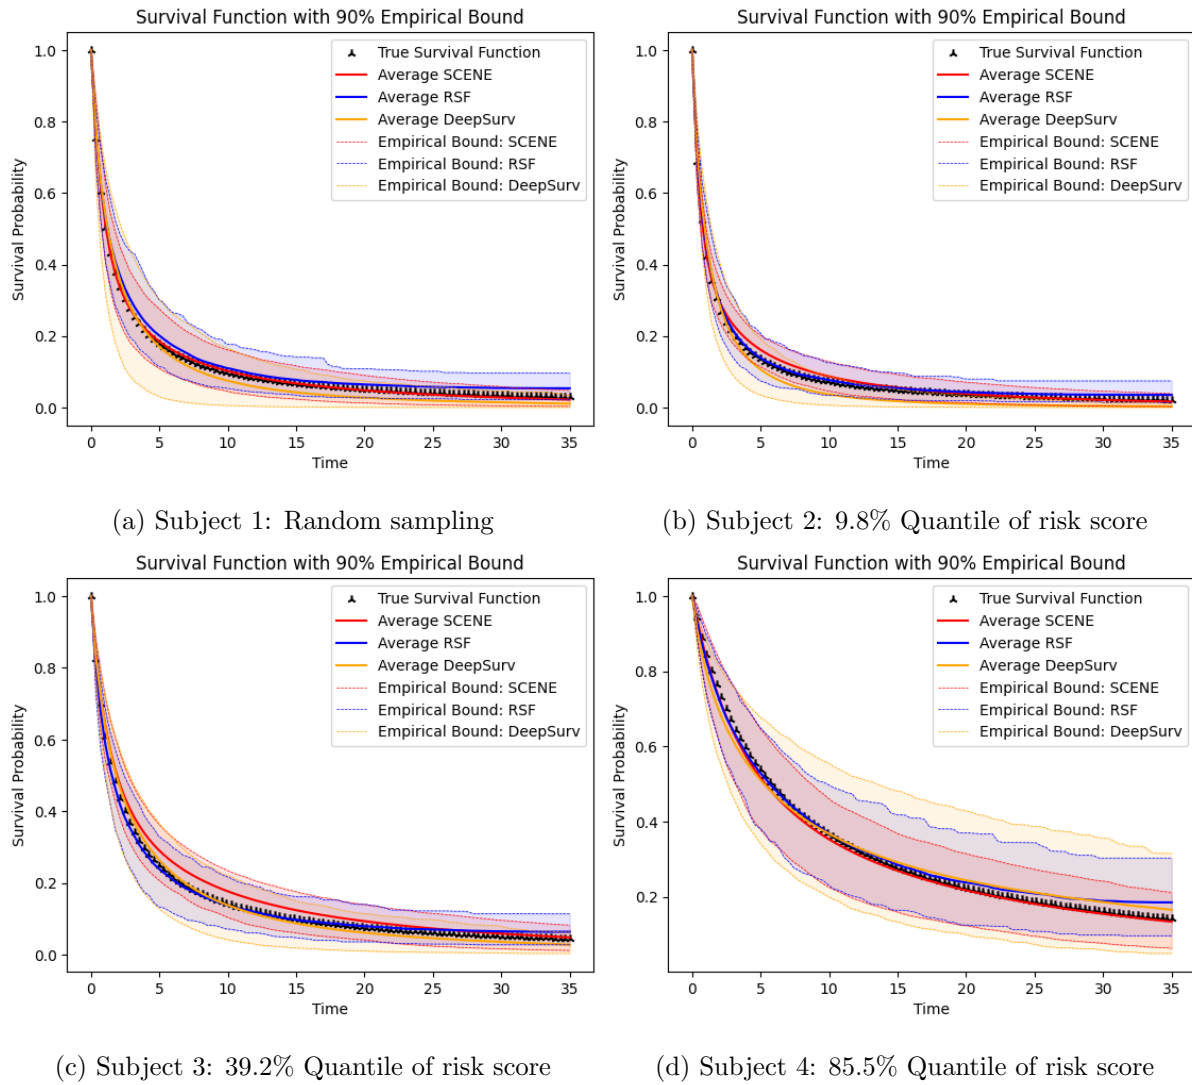 Survival Function with 90% Empirical Bound
Survival Probability
1.0
0.8
0.6
0.4
0.2
0.0
True Survival Function
Average SCENE
Average RSF
Average DeepSurv
Empirical Bound: SCENE
Empirical Bound: RSF
Empirical Bound: DeepSurv
0 5 10 15 20 25 30 35
Time
(a) Subject 1: Random sampling
Survival Function with 90% Empirical Bound
Survival Probability
1.0
0.8
0.6
0.4
0.2
0.0
True Survival Function
Average SCENE
Average RSF
Average DeepSurv
Empirical Bound: SCENE
Empirical Bound: RSF
Empirical Bound: DeepSurv
0 5 10 15 20 25 30 35
Time
(b) Subject 2: 9.8% Quantile of risk score
Survival Function with 90% Empirical Bound
Survival Probability
1.0
0.8
0.6
0.4
0.2
0.0
True Survival Function
Average SCENE
Average RSF
Average DeepSurv
Empirical Bound: SCENE
Empirical Bound: RSF
Empirical Bound: DeepSurv
0 5 10 15 20 25 30 35
Time
(c) Subject 3: 39.2% Quantile of risk score
Survival Function with 90% Empirical Bound
Survival Probability
1.0
0.8
0.6
0.4
0.2
True Survival Function
Average SCENE
Average RSF
Average DeepSurv
Empirical Bound: SCENE
Empirical Bound: RSF
Empirical Bound: DeepSurv
0 5 10 15 20 25 30 35
Time
(d) Subject 4: 85.5% Quantile of risk score